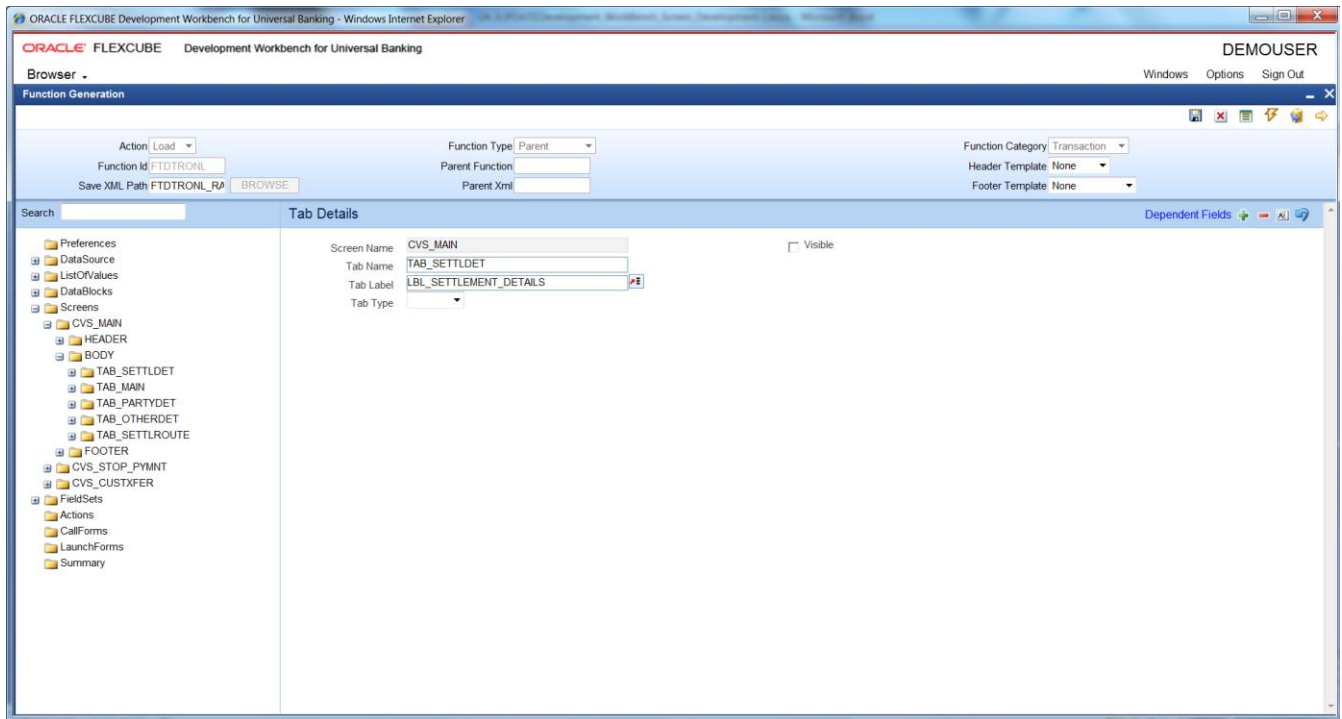 ORACLE FLEXCUBE Development Workbench for Universal Banking - Windows Internet Explorer
ORACLE FLEXCUBE Development Workbench for Universal Banking DEMOUSER
Browser Windows Options Sign Out
Function Generation
Action Load Function Type Parent Function Category Transaction
Function Id FTDTRONL Parent Function Header Template None
Save XML Path FTDTRONL_RA BROWSE Parent Xml Footer Template None
Search Tab Details Dependent Fields
Preferences Screen Name CVS_MAIN Visible
DataSource Tab Name TAB_SETTLDET
ListOfValues Tab Label LBL_SETTLEMENT_DETAILS
DataBlocks Tab Type
Screens
CVS_MAIN
HEADER
BODY
TAB_SETTLDET
TAB_MAIN
TAB_PARTYDET
TAB_OTHERDET
TAB_SETTLROUTE
FOOTER
CVS_STOP_PYMNT
CVS_CUSTXFER
FieldSets
Actions
CallForms
LaunchForms
Summary